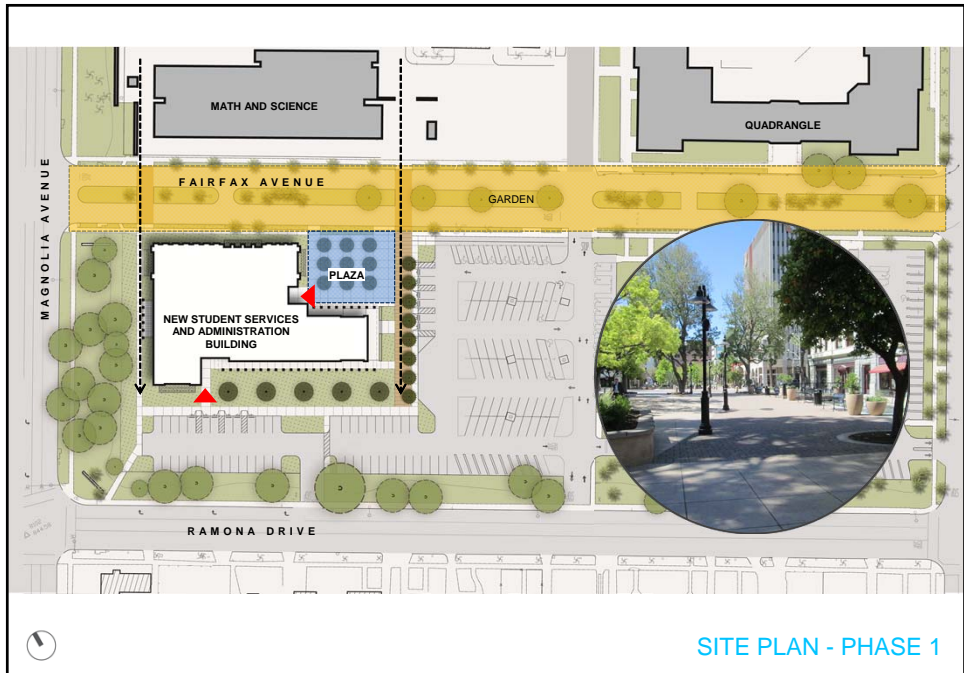 MATH AND SCIENCE
QUADRANGLE
MAGNOLIA AVENUE
FAIRFAX AVENUE
GARDEN
PLAZA
NEW STUDENT SERVICES
AND ADMINISTRATION
BUILDING
RAMONA DRIVE
SITE PLAN - PHASE 1